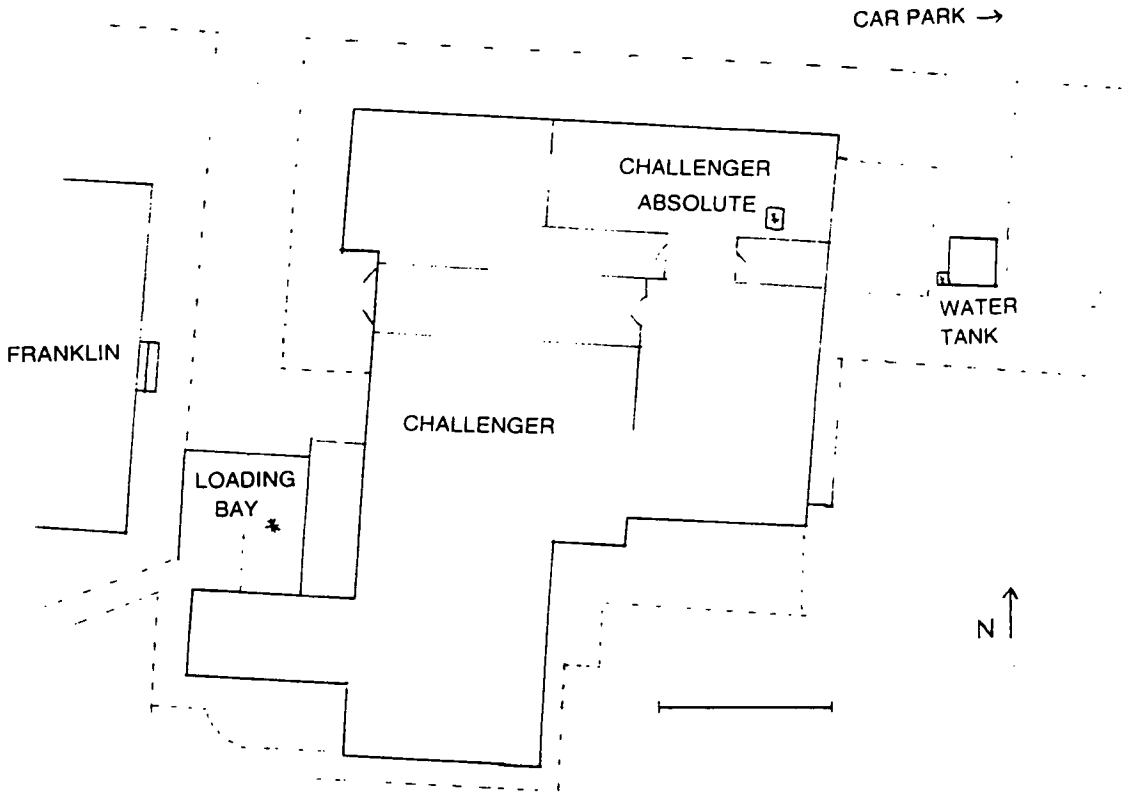 CAR PARK →
CHALLENGER
ABSOLUTE
WATER
TANK
FRANKLIN
CHALLENGER
LOADING
BAY
N